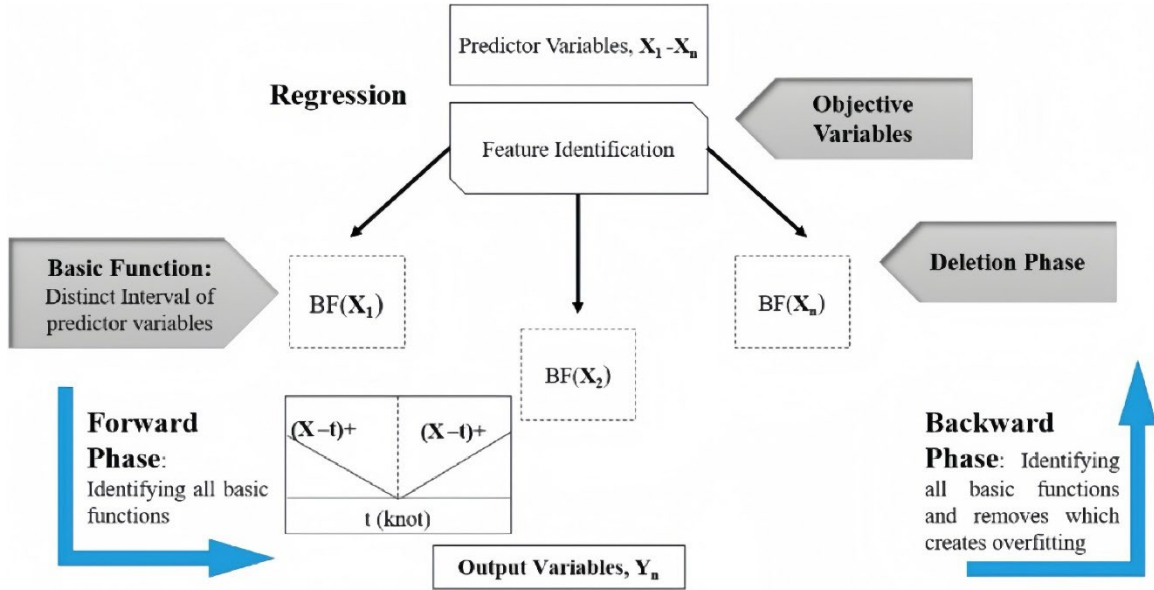 Predictor Variables, X₁ -Xₙ
Regression
Objective
Variables
Feature Identification
Basic Function:
Distinct Interval of
predictor variables
Deletion Phase
BF(X₁)
BF(Xₙ)
BF(X₂)
Forward
Phase:
Identifying all basic
functions
(X –t)+
(X –t)+
t (knot)
Backward
Phase: Identifying
all basic functions
and removes which
creates overfitting
Output Variables, Yₙ